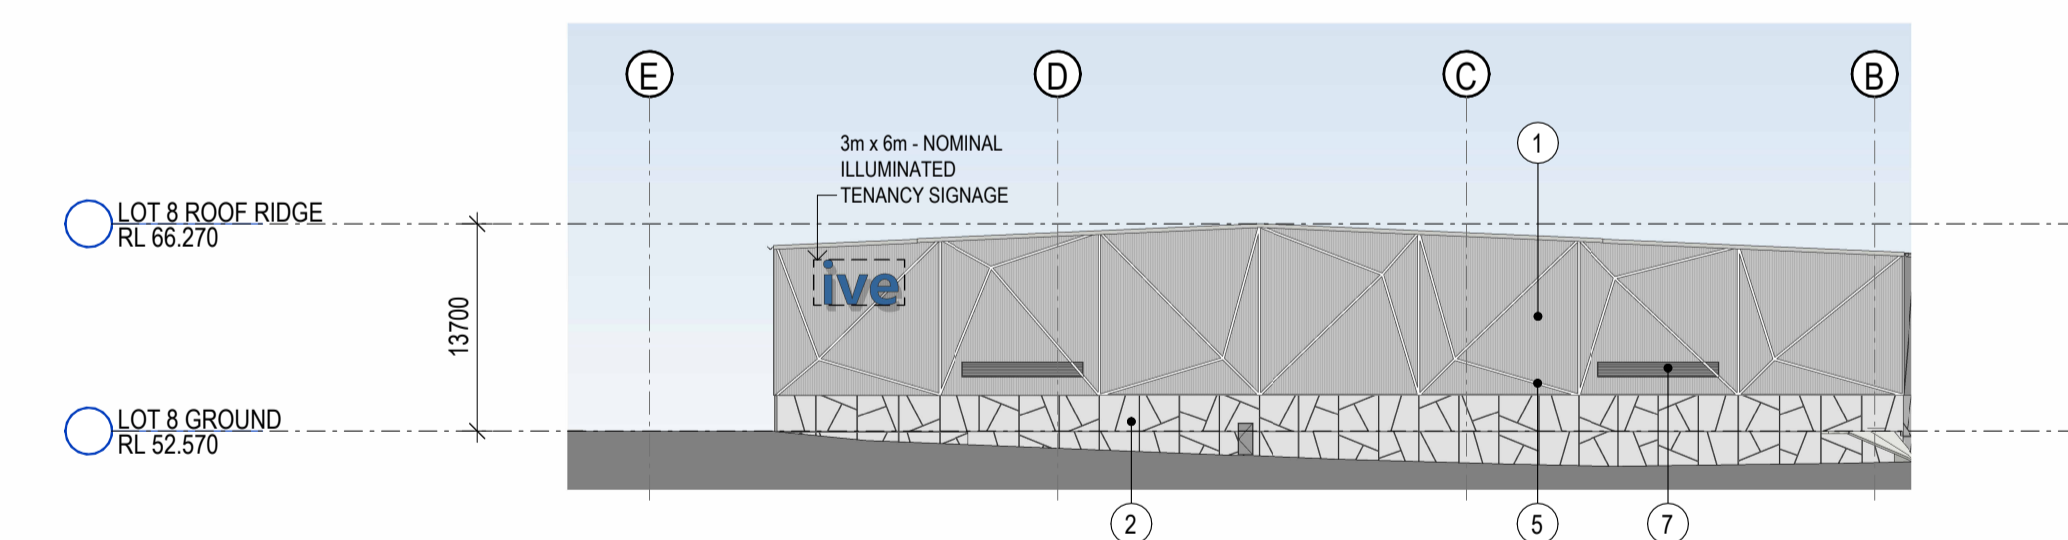 E
D
C
B
3m x 6m - NOMINAL
ILLUMINATED
TENANCY SIGNAGE
1
LOT 8 ROOF RIDGE
RL 66.270
ive
13700
LOT 8 GROUND
RL 52.570
2
5
7